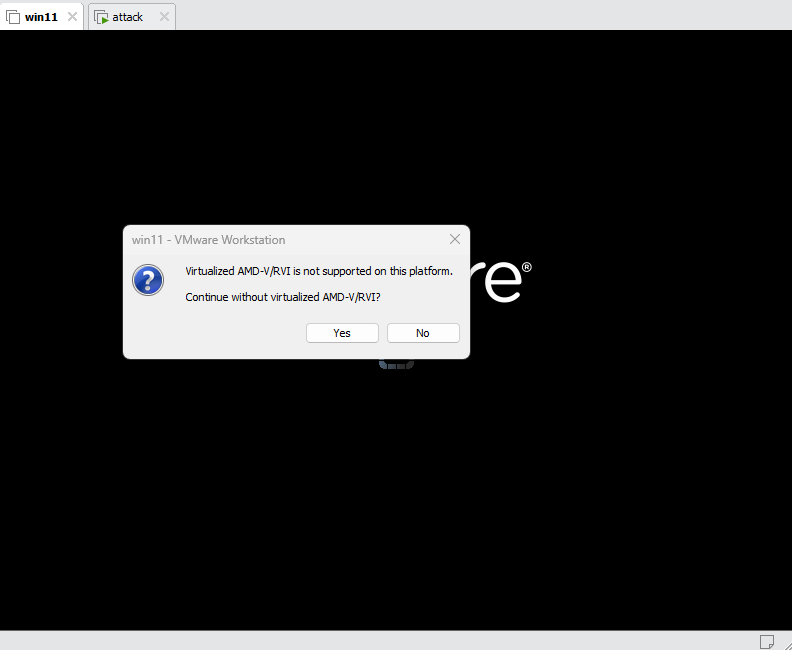 win11
attack
win11 - VMware Workstation
Virtualized AMD-V/RVI is not supported on this platform.
Continue without virtualized AMD-V/RVI?
re®
Yes
No